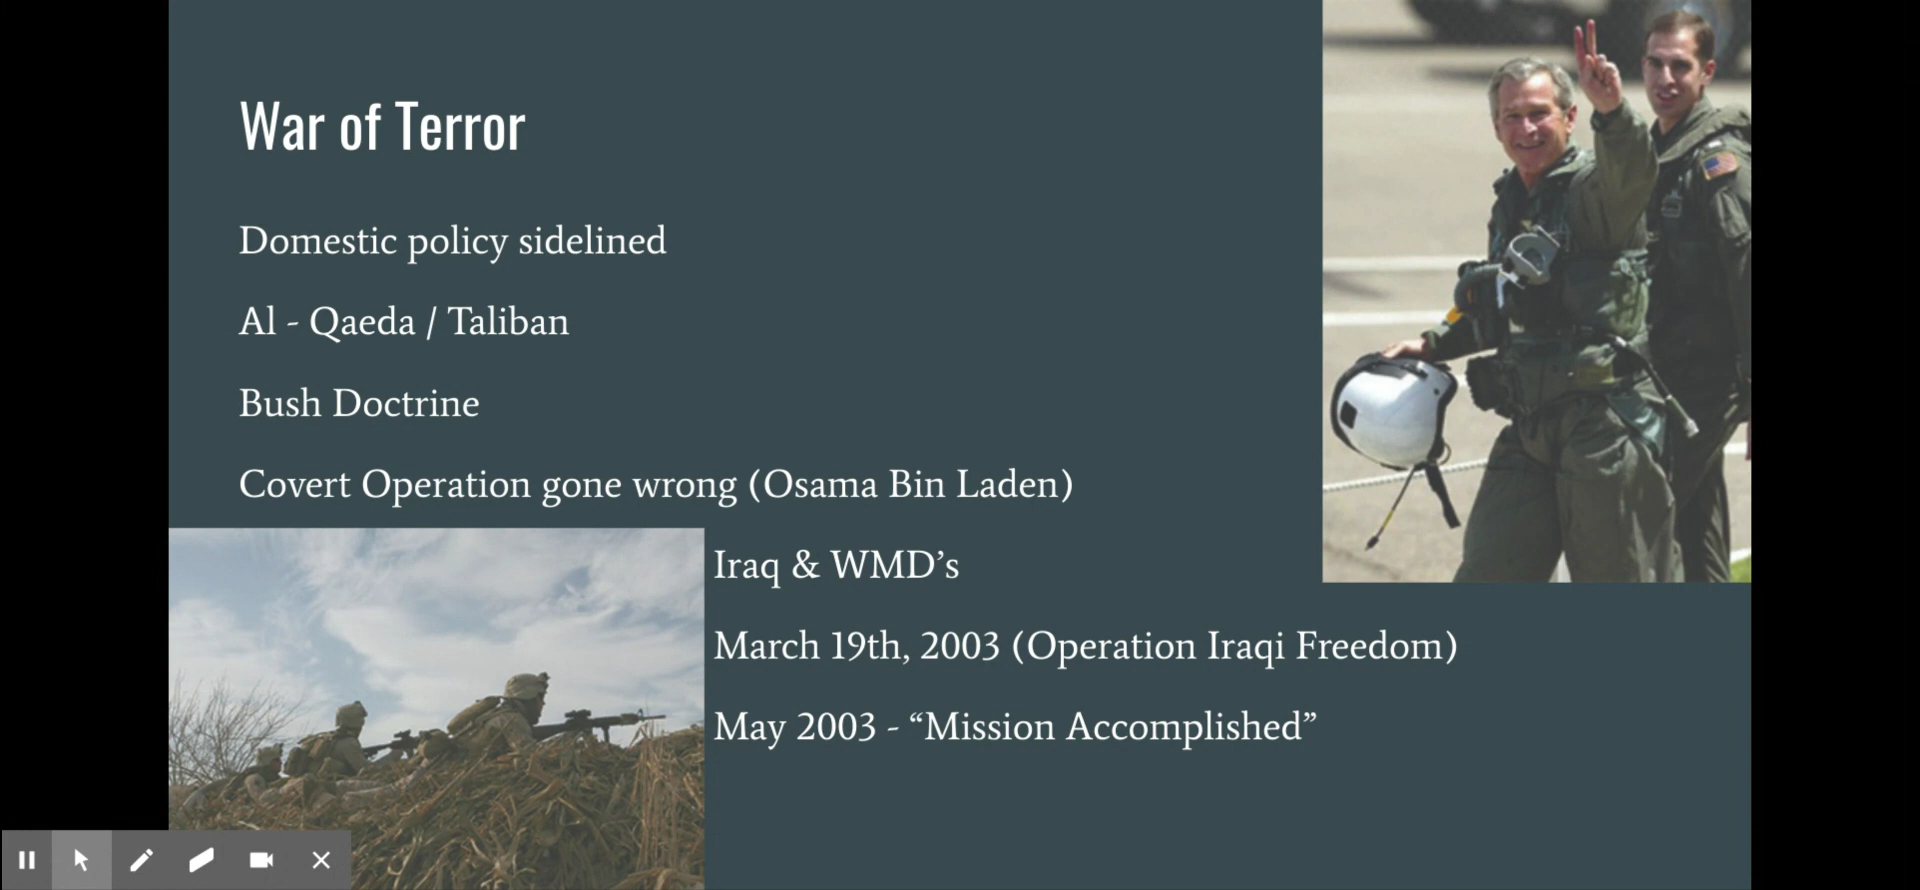 War of Terror
Domestic policy sidelined
Al - Qaeda / Taliban
Bush Doctrine
Covert Operation gone wrong (Osama Bin Laden)
Iraq & WMD’s
March 19th, 2003 (Operation Iraqi Freedom)
May 2003 - “Mission Accomplished”